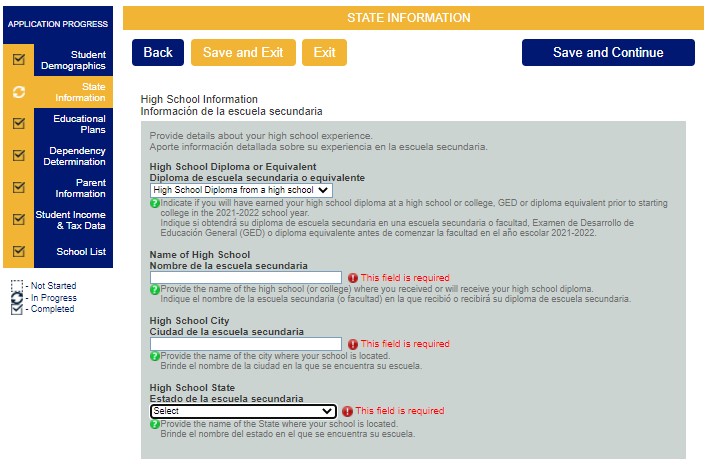 APPLICATION PROGRESS
Student
Demographics
State
Information
Educational
Plans
Dependency
Determination
Parent
Information
Student Income
& Tax Data
School List
- Not Started
- In Progress
- Completed
STATE INFORMATION
Back
Save and Exit
Exit
Save and Continue
High School Information
Información de la escuela secundaria
Provide details about your high school experience.
Aporte información detallada sobre su experiencia en la escuela secundaria.
High School Diploma or Equivalent
Diploma de escuela secundaria o equivalente
High School Diploma from a high school
Indicate if you will have earned your high school diploma at a high school or college, GED or diploma equivalent prior to starting
college in the 2021-2022 school year.
Indique si obtendrá su diploma de escuela secundaria en una escuela secundaria o facultad, Examen de Desarrollo de
Educación General (GED) o diploma equivalente antes de comenzar la facultad en el año escolar 2021-2022.
Name of High School
Nombre de la escuela secundaria
This field is required
Provide the name of the high school (or college) where you received or will receive your high school diploma.
Indique el nombre de la escuela secundaria (o facultad) en la que recibió o recibirá su diploma de escuela secundaria.
High School City
Ciudad de la escuela secundaria
This field is required
Provide the name of the city where your school is located.
Brinde el nombre de la ciudad en la que se encuentra su escuela.
High School State
Estado de la escuela secundaria
Select
This field is required
Provide the name of the State where your school is located.
Brinde el nombre del estado en el que se encuentra su escuela.